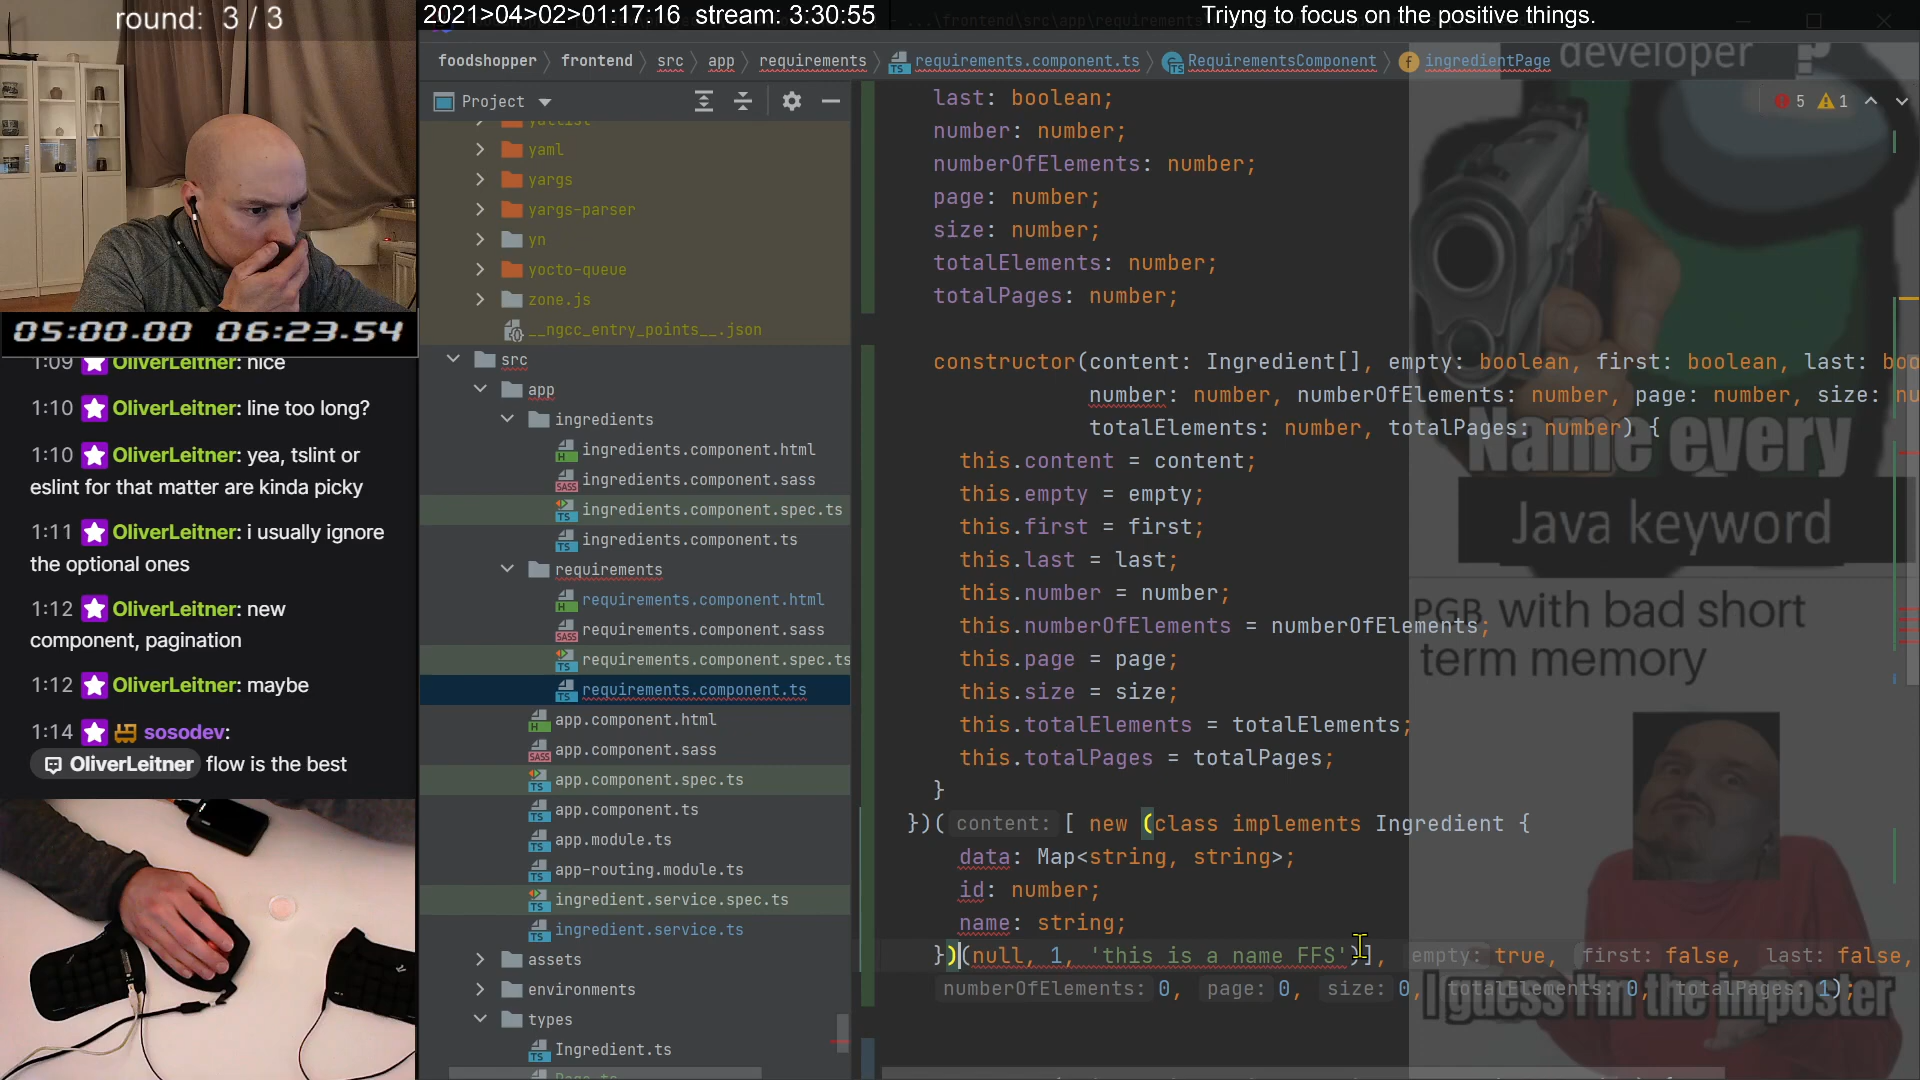 round: 3 / 3
2021>04>02>01:17:16 stream: 3:30:55
Triyng to focus on the positive things.
foodshopper
frontend
src
app
requirements
requirements.component.ts
RequirementsComponent
ingredientPage
Project
5 1
yaml
yargs
yargs-parser
yn
yocto-queue
zone.js
__ngcc_entry_points__.json
src
app
ingredients
ingredients.component.html
ingredients.component.sass
ingredients.component.spec.ts
ingredients.component.ts
requirements
requirements.component.html
requirements.component.sass
requirements.component.spec.ts
requirements.component.ts
app.component.html
app.component.sass
app.component.spec.ts
app.component.ts
app.module.ts
app-routing.module.ts
ingredient.service.spec.ts
ingredient.service.ts
assets
environments
types
Ingredient.ts
Page.ts
05:00.00 06:23.54
1:09 OliverLeitner: nice
1:10 OliverLeitner: line too long?
1:10 OliverLeitner: yea, tslint or
eslint for that matter are kinda picky
1:11 OliverLeitner: i usually ignore
the optional ones
1:12 OliverLeitner: new
component, pagination
1:12 OliverLeitner: maybe
1:14 sosodev:
OliverLeitner flow is the best
last: boolean;
number: number;
numberOfElements: number;
page: number;
size: number;
totalElements: number;
totalPages: number;
constructor(content: Ingredient[], empty: boolean, first: boolean, last: boo
number: number, numberOfElements: number, page: number, size: nu
totalElements: number, totalPages: number) {
this.content = content;
this.empty = empty;
this.first = first;
this.last = last;
this.number = number;
this.numberOfElements = numberOfElements;
this.page = page;
this.size = size;
this.totalElements = totalElements;
this.totalPages = totalPages;
}
})( content: [ new (class implements Ingredient {
data: Map<string, string>;
id: number;
name: string;
})(null, 1, 'this is a name FFS')], empty: true, first: false, last: false,
numberOfElements: 0, page: 0, size: 0, totalElements: 0, totalPages: 1);
developer ?
Name every
Java keyword
PGB with bad short
term memory
I guess I'm the imposter